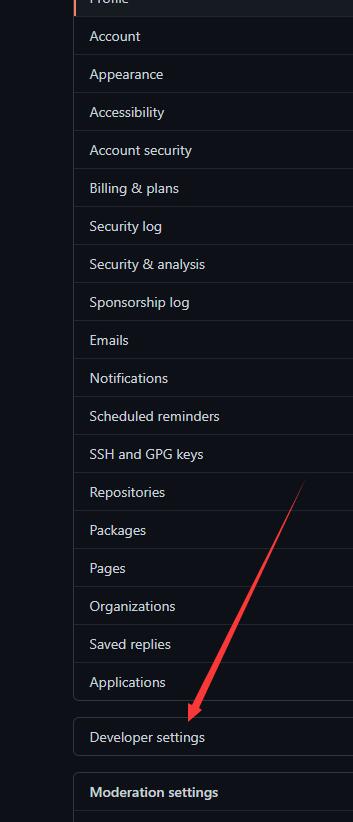 Profile
Account
Appearance
Accessibility
Account security
Billing & plans
Security log
Security & analysis
Sponsorship log
Emails
Notifications
Scheduled reminders
SSH and GPG keys
Repositories
Packages
Pages
Organizations
Saved replies
Applications
Developer settings
Moderation settings